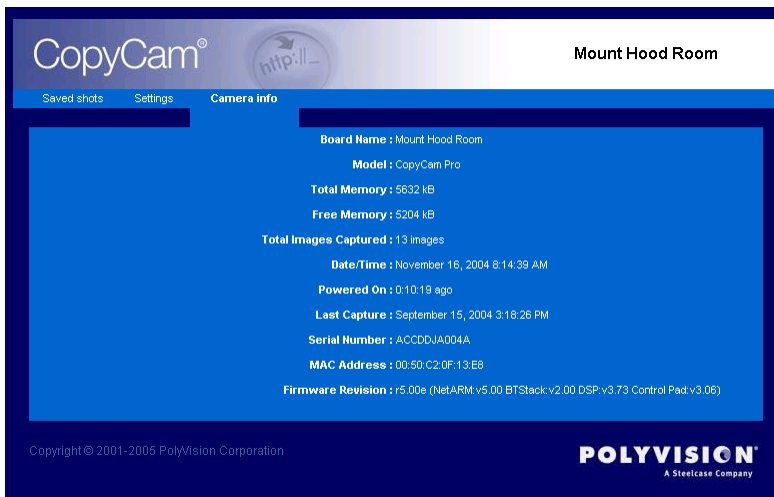 CopyCam®
http://_
Mount Hood Room
Saved shots Settings Camera info
Board Name : Mount Hood Room
Model : CopyCam Pro
Total Memory : 5632 kB
Free Memory : 5204 kB
Total Images Captured : 13 images
Date/Time : November 16, 2004 8:14:39 AM
Powered On : 0:10:19 ago
Last Capture : September 15, 2004 3:18:26 PM
Serial Number : ACCDDJA004A
MAC Address : 00:50:C2:0F:13:E8
Firmware Revision : r5.00e (NetARM:v5.00 BTStack:v2.00 DSP:v3.73 Control Pad:v3.06)
Copyright © 2001-2005 PolyVision Corporation
POLYVISION
A Steelcase Company